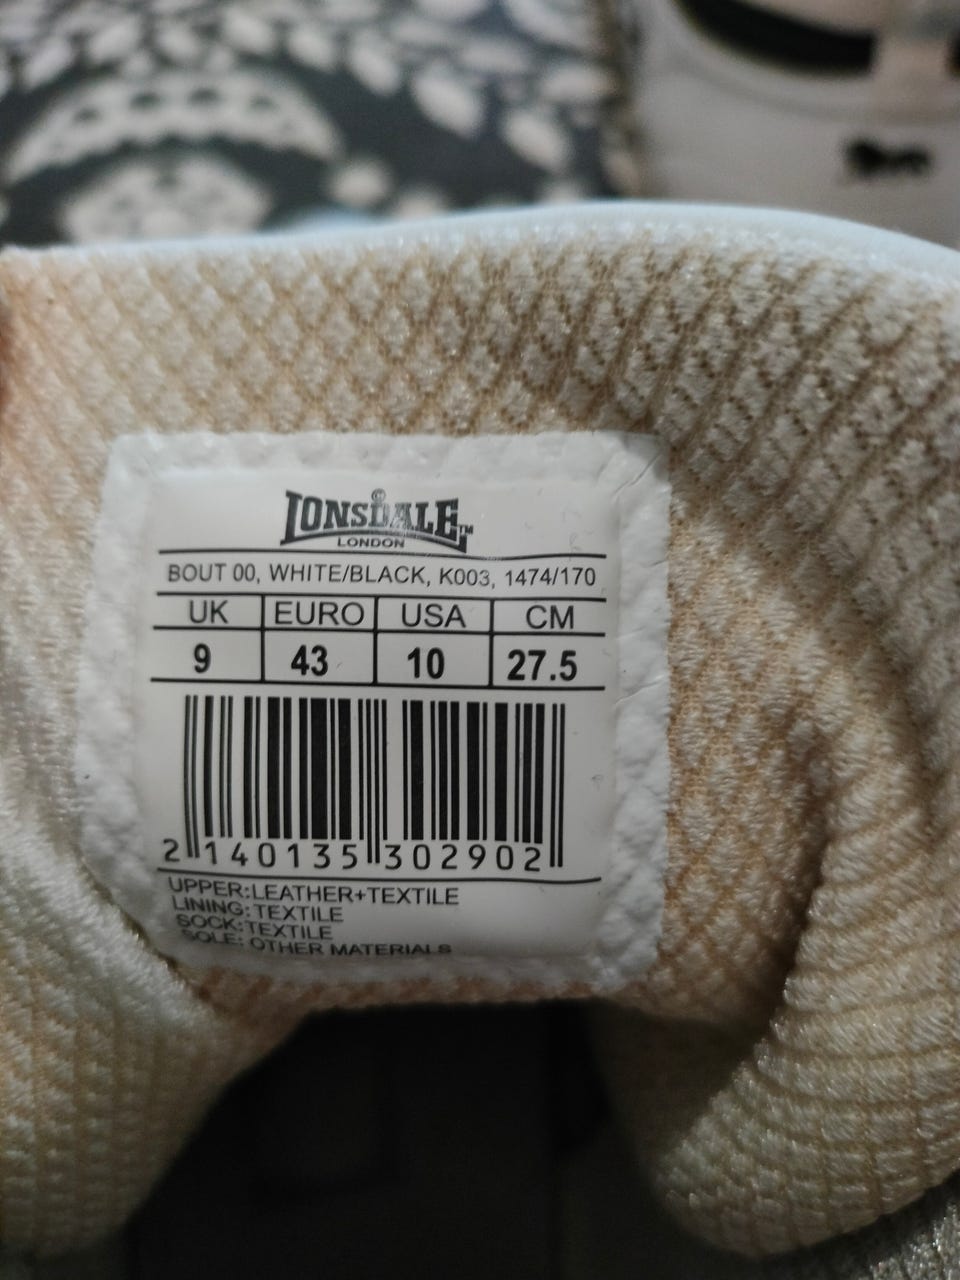 LONSDALE™
LONDON
BOUT 00, WHITE/BLACK, K003, 1474/170
UK EURO USA CM
9 43 10 27.5
2 140135 302902
UPPER:LEATHER+TEXTILE
LINING:TEXTILE
SOCK:TEXTILE
SOLE: OTHER MATERIALS